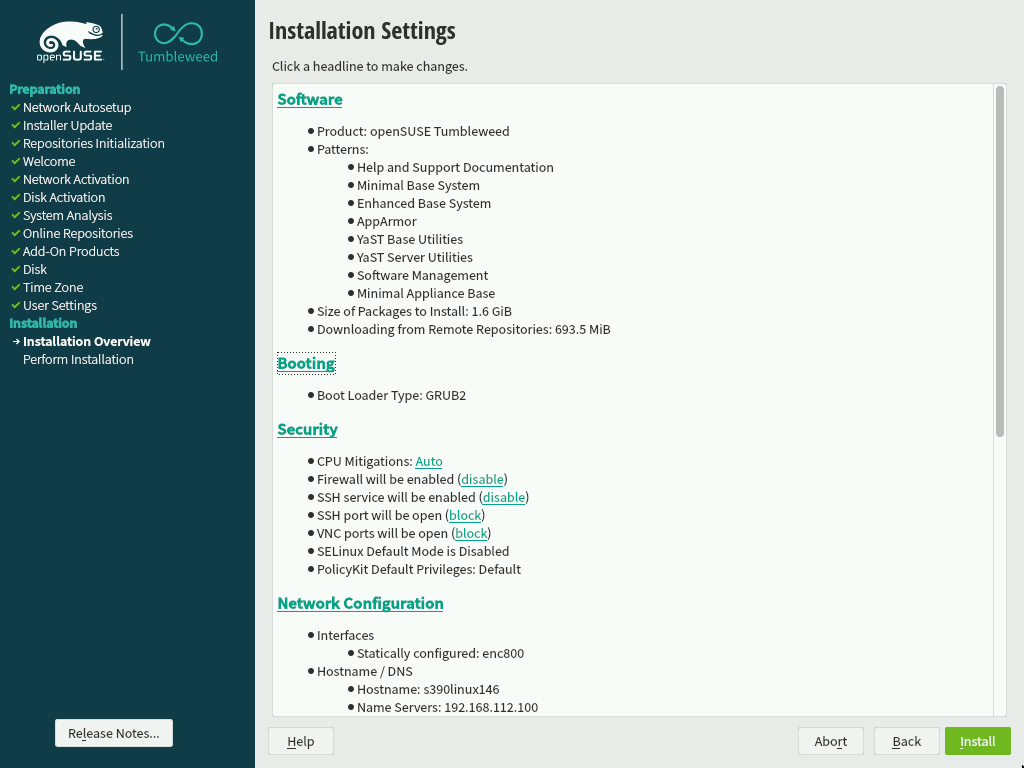 openSUSE
Tumbleweed
Preparation
Network Autosetup
Installer Update
Repositories Initialization
Welcome
Network Activation
Disk Activation
System Analysis
Online Repositories
Add-On Products
Disk
Time Zone
User Settings
Installation
Installation Overview
Perform Installation
Release Notes...
Installation Settings
Click a headline to make changes.
Software
Product: openSUSE Tumbleweed
Patterns:
Help and Support Documentation
Minimal Base System
Enhanced Base System
AppArmor
YaST Base Utilities
YaST Server Utilities
Software Management
Minimal Appliance Base
Size of Packages to Install: 1.6 GiB
Downloading from Remote Repositories: 693.5 MiB
Booting
Boot Loader Type: GRUB2
Security
CPU Mitigations: Auto
Firewall will be enabled (disable)
SSH service will be enabled (disable)
SSH port will be open (block)
VNC ports will be open (block)
SELinux Default Mode is Disabled
PolicyKit Default Privileges: Default
Network Configuration
Interfaces
Statically configured: enc800
Hostname / DNS
Hostname: s390linux146
Name Servers: 192.168.112.100
Help
Abort
Back
Install